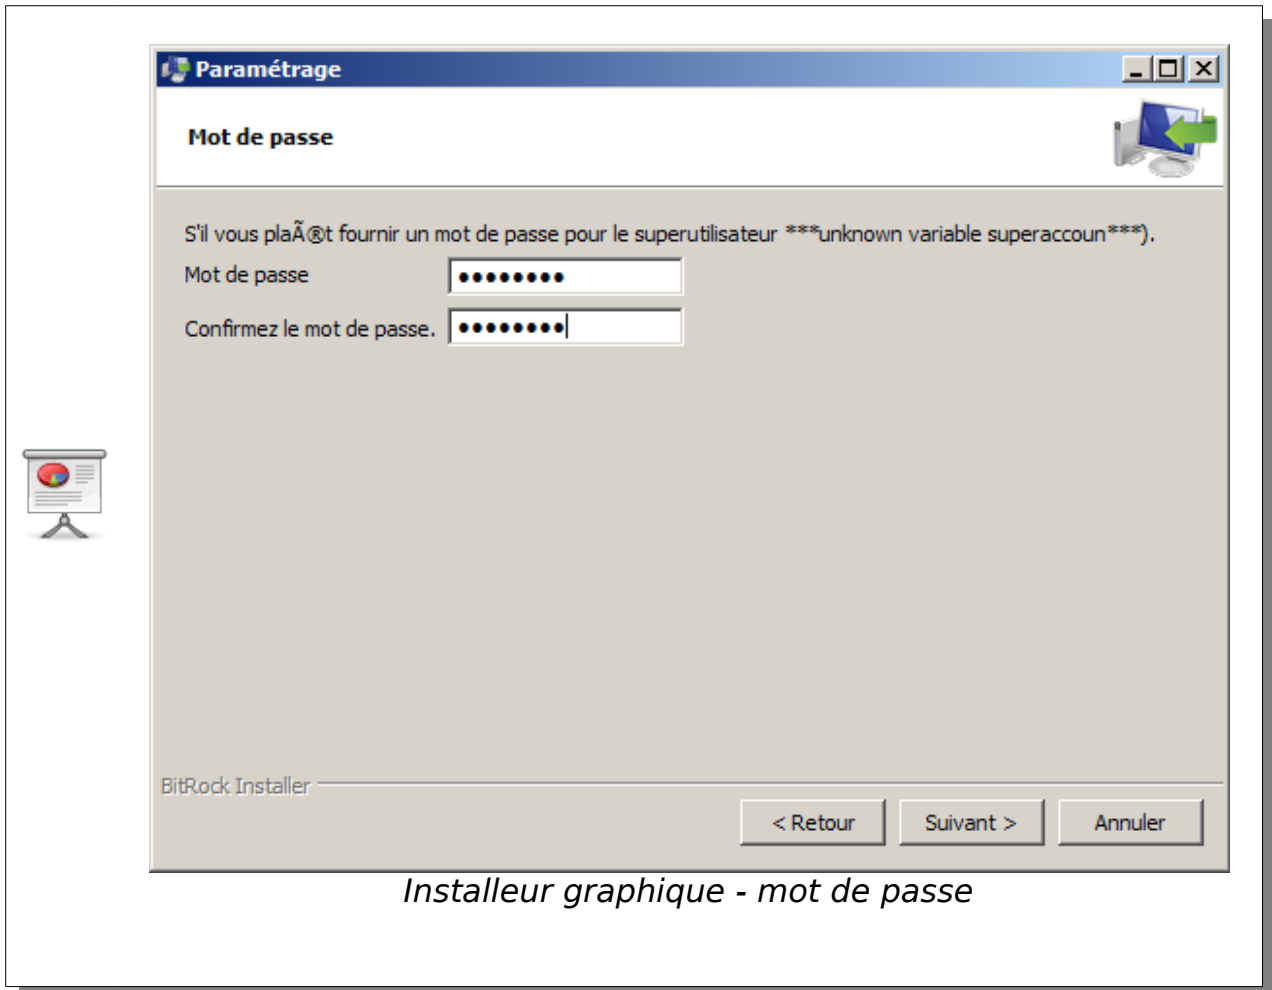 Paramétrage
Mot de passe
S'il vous plaÃ®t fournir un mot de passe pour le superutilisateur ***unknown variable superaccoun***).
Mot de passe ••••••••
Confirmez le mot de passe. ••••••••
BitRock Installer
< Retour Suivant > Annuler
Installeur graphique - mot de passe